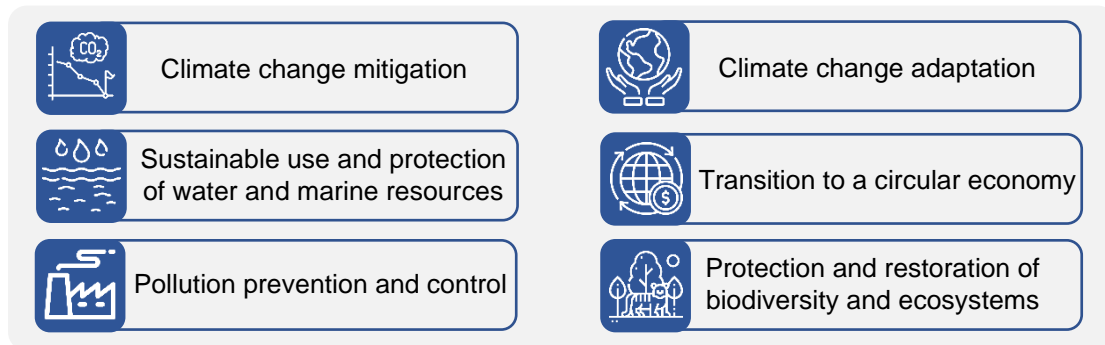 CO₂
Climate change mitigation
Climate change adaptation
Sustainable use and protection
of water and marine resources
$
Transition to a circular economy
Pollution prevention and control
Protection and restoration of
biodiversity and ecosystems